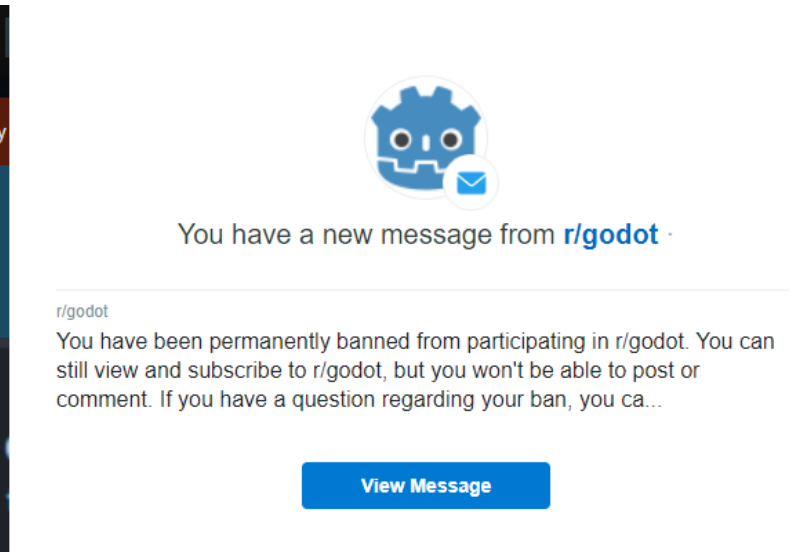 y
You have a new message from r/godot ·
r/godot
You have been permanently banned from participating in r/godot. You can
still view and subscribe to r/godot, but you won't be able to post or
comment. If you have a question regarding your ban, you ca...
View Message